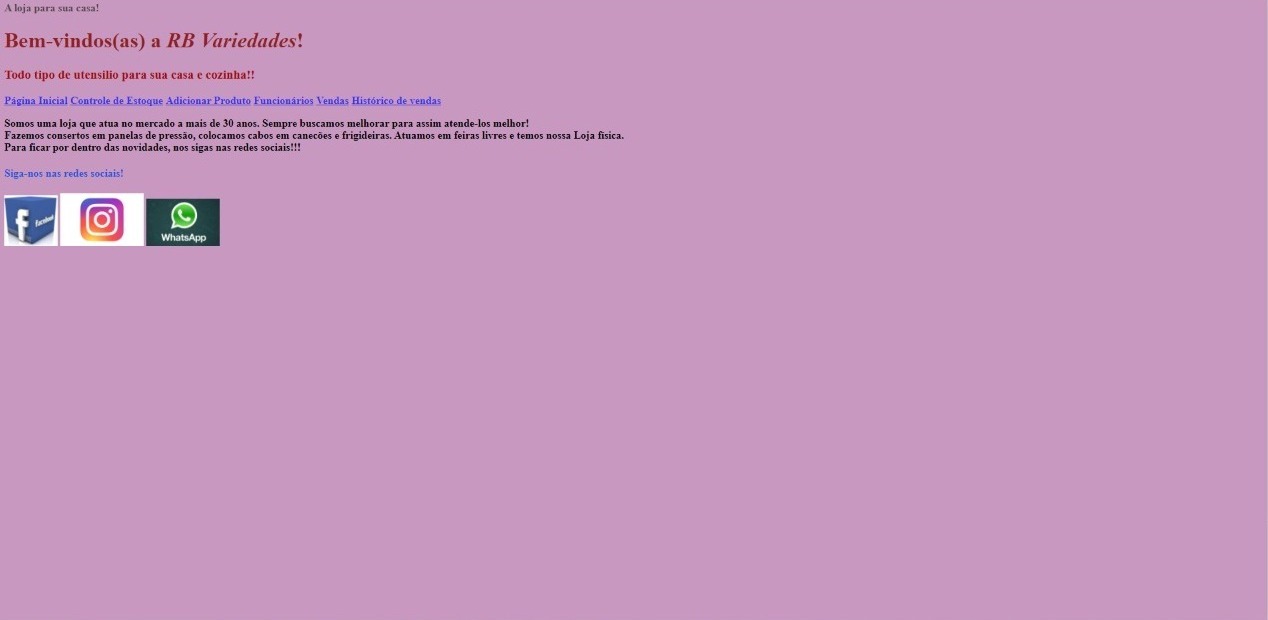 A loja para sua casa!
Bem-vindos(as) a RB Variedades!
Todo tipo de utensilio para sua casa e cozinha!!
Página Inicial Controle de Estoque Adicionar Produto Funcionários Vendas Histórico de vendas
Somos uma loja que atua no mercado a mais de 30 anos. Sempre buscamos melhorar para assim atende-los melhor!
Fazemos consertos em panelas de pressão, colocamos cabos em canecões e frigideiras. Atuamos em feiras livres e temos nossa Loja física.
Para ficar por dentro das novidades, nos sigas nas redes sociais!!!
Siga-nos nas redes sociais!
f Facebook
WhatsApp